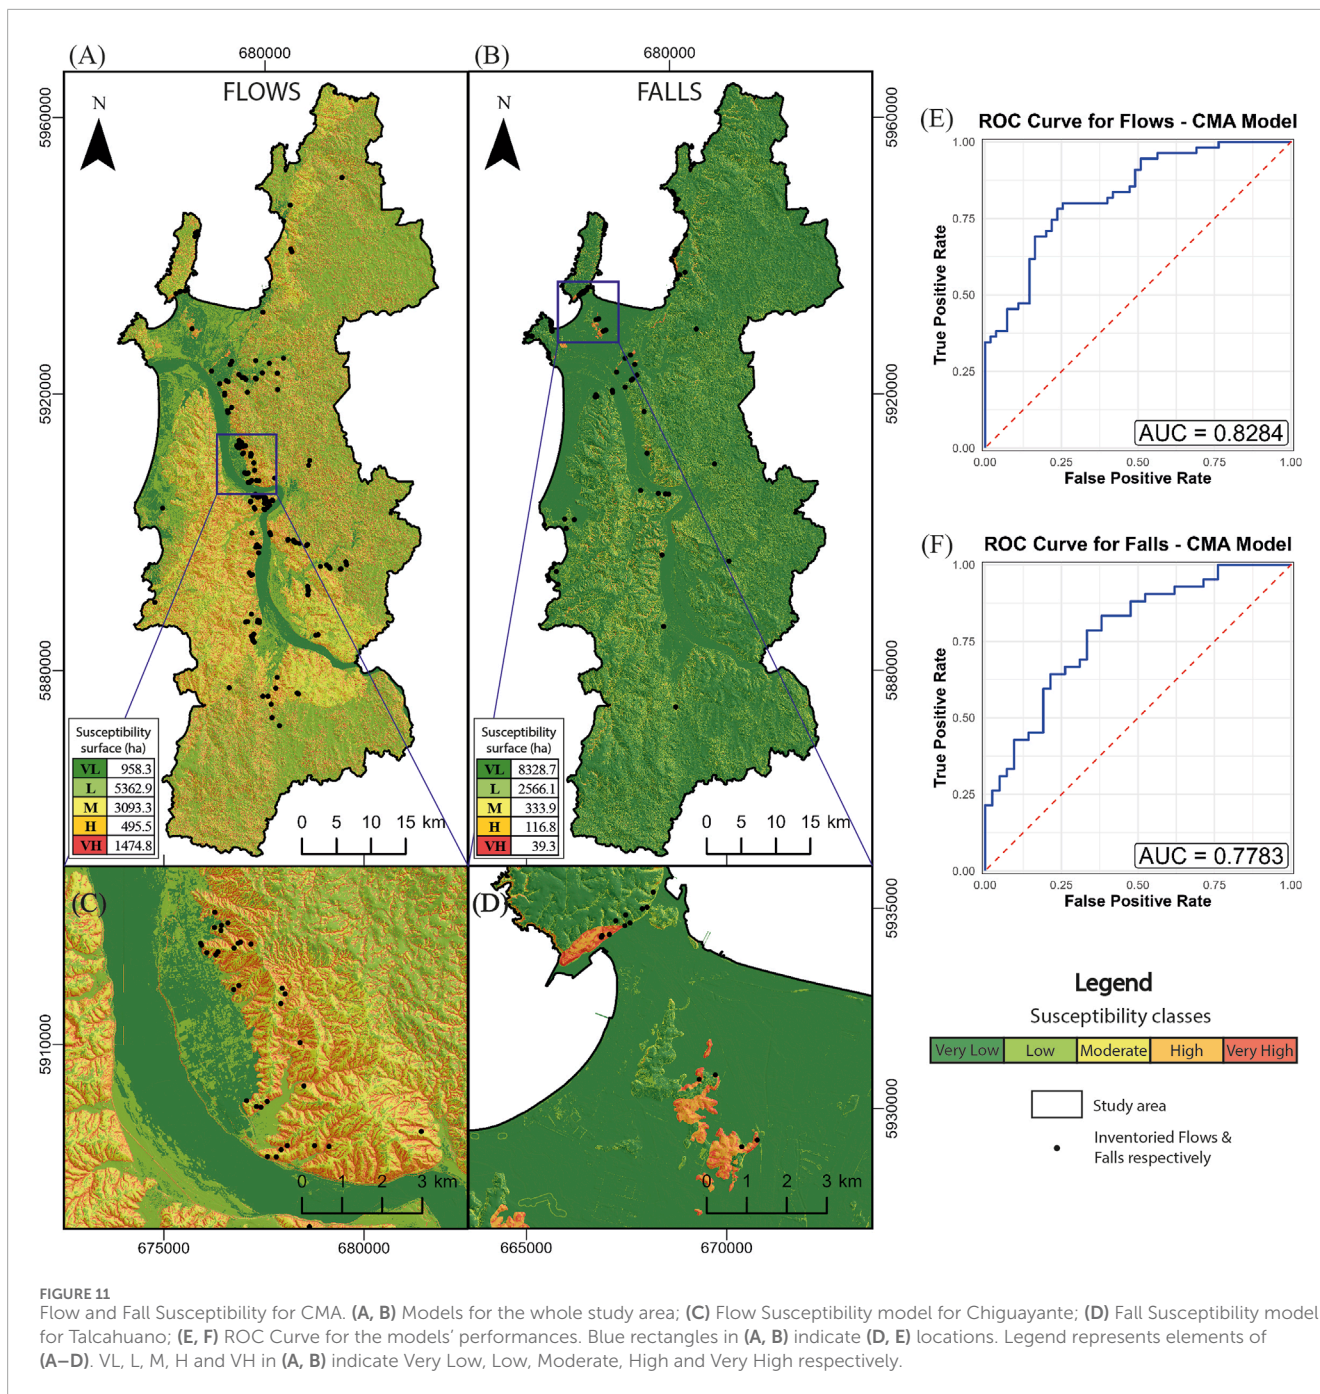 (A)
680000
FLOWS
N
5960000
5920000
5880000
Susceptibility
surface (ha)
VL 958.3
L 5362.9
M 3093.3
H 495.5
VH 1474.8
0 5 10 15 km
(B)
680000
FALLS
N
5960000
5920000
5880000
Susceptibility
surface (ha)
VL 8328.7
L 2566.1
M 333.9
H 116.8
VH 39.3
0 5 10 15 km
(C)
5910000
0 1 2 3 km
675000 680000
(D)
5935000
5930000
0 1 2 3 km
665000 670000
(E)
ROC Curve for Flows - CMA Model
True Positive Rate
1.00
0.75
0.50
0.25
0.00
AUC = 0.8284
0.00 0.25 0.50 0.75 1.00
False Positive Rate
(F)
ROC Curve for Falls - CMA Model
True Positive Rate
1.00
0.75
0.50
0.25
0.00
AUC = 0.7783
0.00 0.25 0.50 0.75 1.00
False Positive Rate
Legend
Susceptibility classes
Very Low Low Moderate High Very High
Study area
Inventoried Flows &
Falls respectively
FIGURE 11
Flow and Fall Susceptibility for CMA. (A, B) Models for the whole study area; (C) Flow Susceptibility model for Chiguayante; (D) Fall Susceptibility model
for Talcahuano; (E, F) ROC Curve for the models' performances. Blue rectangles in (A, B) indicate (D, E) locations. Legend represents elements of
(A–D). VL, L, M, H and VH in (A, B) indicate Very Low, Low, Moderate, High and Very High respectively.